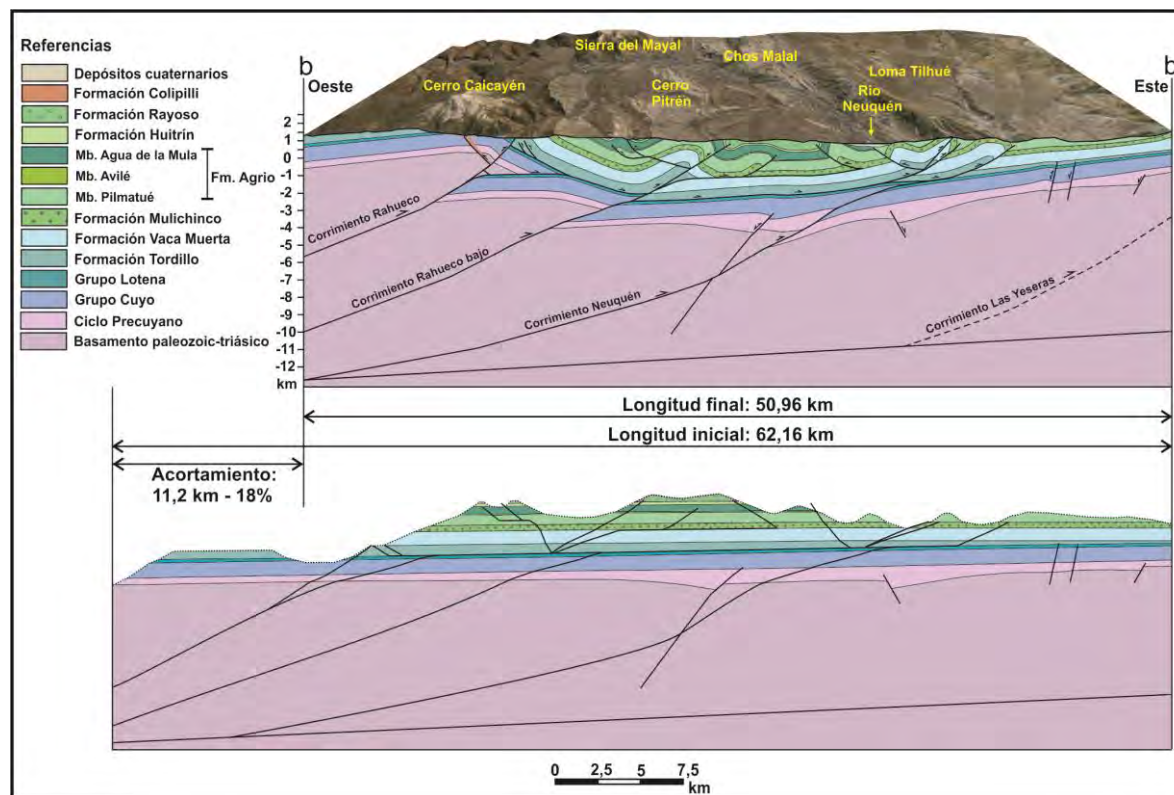 Referencias
Depósitos cuaternarios
Formación Colipilli
Formación Rayoso
Formación Huitrín
Mb. Agua de la Mula
Mb. Avilé
Fm. Agrio
Mb. Pilmatué
Formación Mulichinco
Formación Vaca Muerta
Formación Tordillo
Grupo Lotena
Grupo Cuyo
Ciclo Precuyano
Basamento paleozoic-triásico
b
Oeste
b
Este
Sierra del Mayal
Chos Malal
Cerro Caicayén
Cerro
Pitrén
Loma Tilhué
Rio
Neuquén
2
1
0
-1
-2
-3
-4
-5
-6
-7
-8
-9
-10
-11
-12
km
2
1
0
-1
Corrimiento Rahueco
Corrimiento Rahueco bajo
Corrimiento Neuquén
Corrimiento Las Yeseras
Longitud final: 50,96 km
Longitud inicial: 62,16 km
Acortamiento:
11,2 km - 18%
0 2,5 5 7,5
km